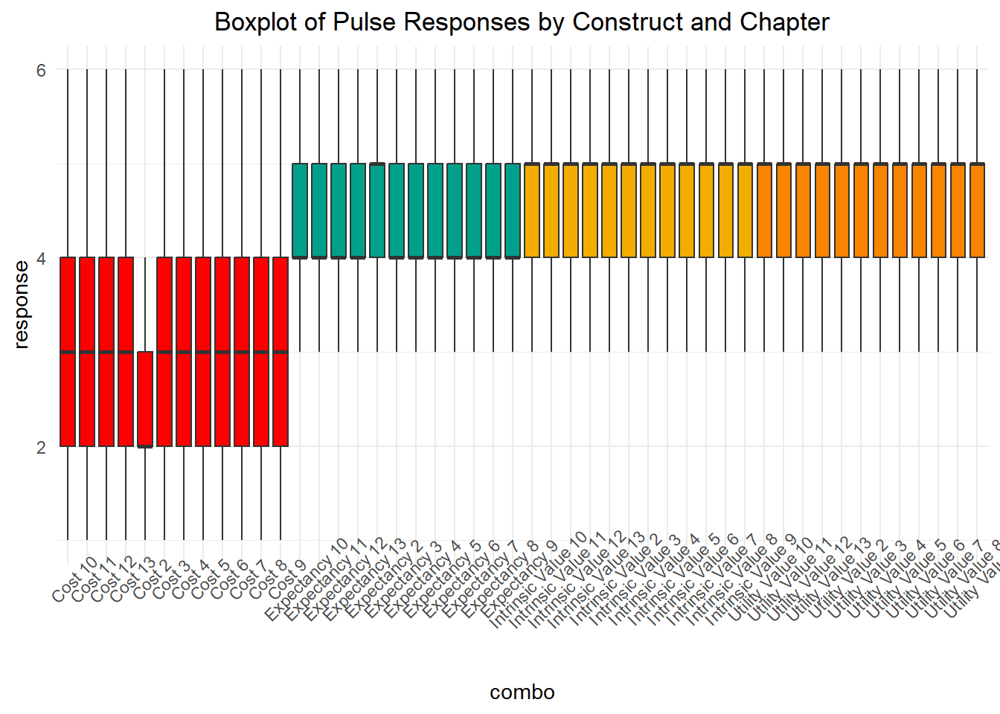 Boxplot of Pulse Responses by Construct and Chapter
6
4
2
response
Cost 10
Cost 11
Cost 12
Cost 13
Cost 2
Cost 3
Cost 4
Cost 5
Cost 6
Cost 7
Cost 8
Cost 9
Expectancy 10
Expectancy 11
Expectancy 12
Expectancy 13
Expectancy 2
Expectancy 3
Expectancy 4
Expectancy 5
Expectancy 6
Expectancy 7
Expectancy 8
Expectancy 9
Intrinsic Value 10
Intrinsic Value 11
Intrinsic Value 12
Intrinsic Value 13
Intrinsic Value 2
Intrinsic Value 3
Intrinsic Value 4
Intrinsic Value 5
Intrinsic Value 6
Intrinsic Value 7
Intrinsic Value 8
Intrinsic Value 9
Utility Value 10
Utility Value 11
Utility Value 12
Utility Value 13
Utility Value 2
Utility Value 3
Utility Value 4
Utility Value 5
Utility Value 6
Utility Value 7
Utility Value 8
Utility
combo